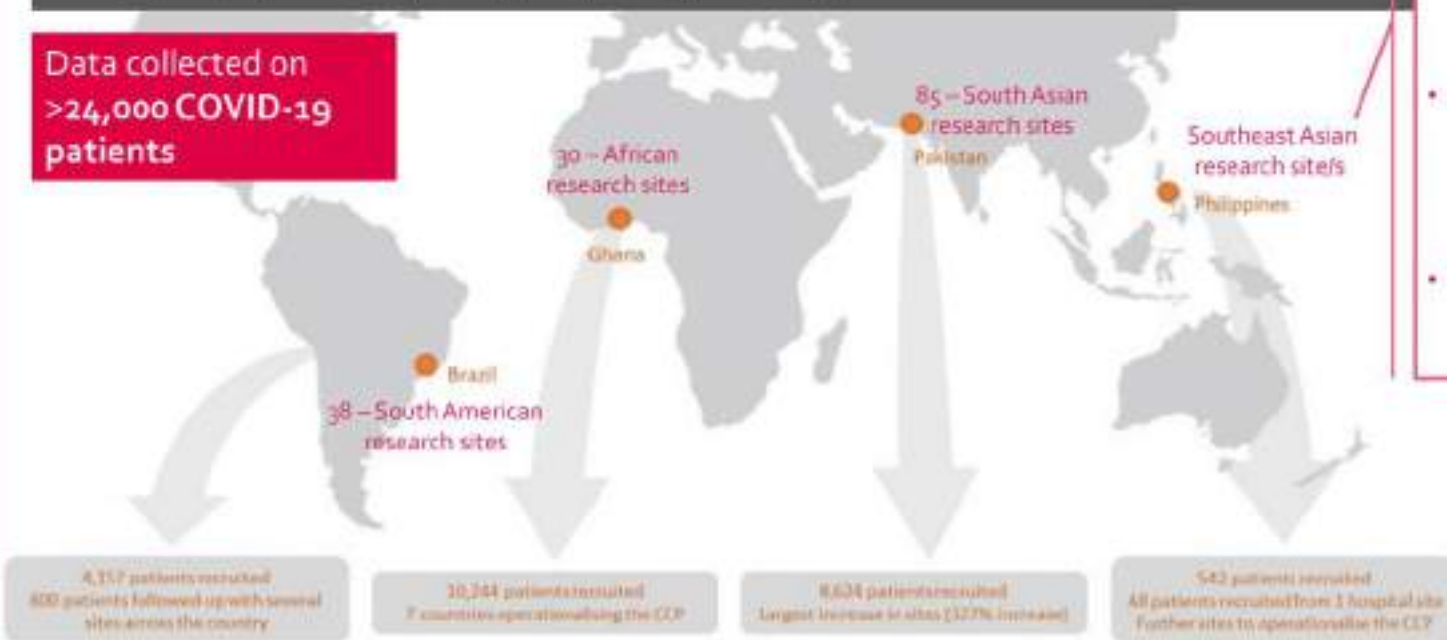 Data collected on
>24,000 COVID-19
patients
85 – South Asian
research sites
Pakistan
30 – African
research sites
Ghana
Southeast Asian
research site/s
Philippines
Brazil
38 – South American
research sites
patients recruited
600 patients followed up with several
sites across the country
10,244 patients recruited
7 countries operationalising the CCP
patients recruited
Largest increase in sites (327% increase)
patients recruited
All patients recruited from 1 hospital site
Further sites to operationalise the CCP